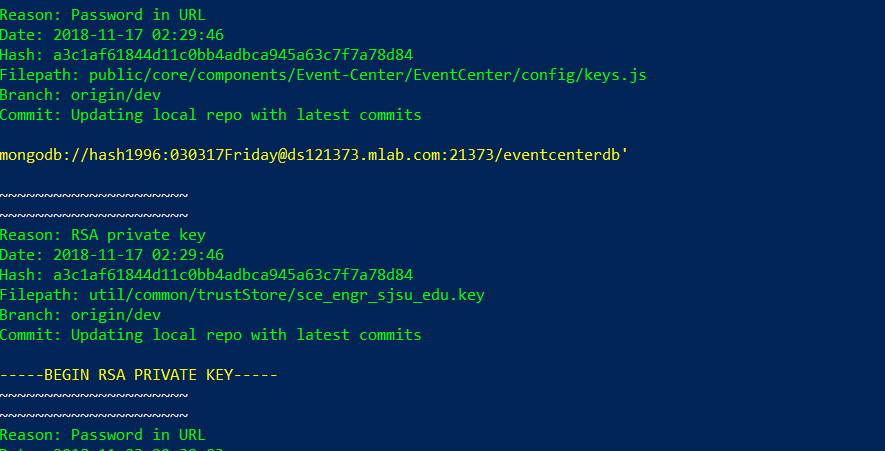 Reason: Password in URL
Date: 2018-11-17 02:29:46
Hash: a3c1af61844d11c0bb4adbca945a63c7f7a78d84
Filepath: public/core/components/Event-Center/EventCenter/config/keys.js
Branch: origin/dev
Commit: Updating local repo with latest commits
mongodb://hash1996:030317Friday@ds121373.mlab.com:21373/eventcenterdb'
~~~~~~~~~~~~~~~~~~~~~
~~~~~~~~~~~~~~~~~~~~~
Reason: RSA private key
Date: 2018-11-17 02:29:46
Hash: a3c1af61844d11c0bb4adbca945a63c7f7a78d84
Filepath: util/common/trustStore/sce_engr_sjsu_edu.key
Branch: origin/dev
Commit: Updating local repo with latest commits
-----BEGIN RSA PRIVATE KEY-----
~~~~~~~~~~~~~~~~~~~~~
~~~~~~~~~~~~~~~~~~~~~
Reason: Password in URL